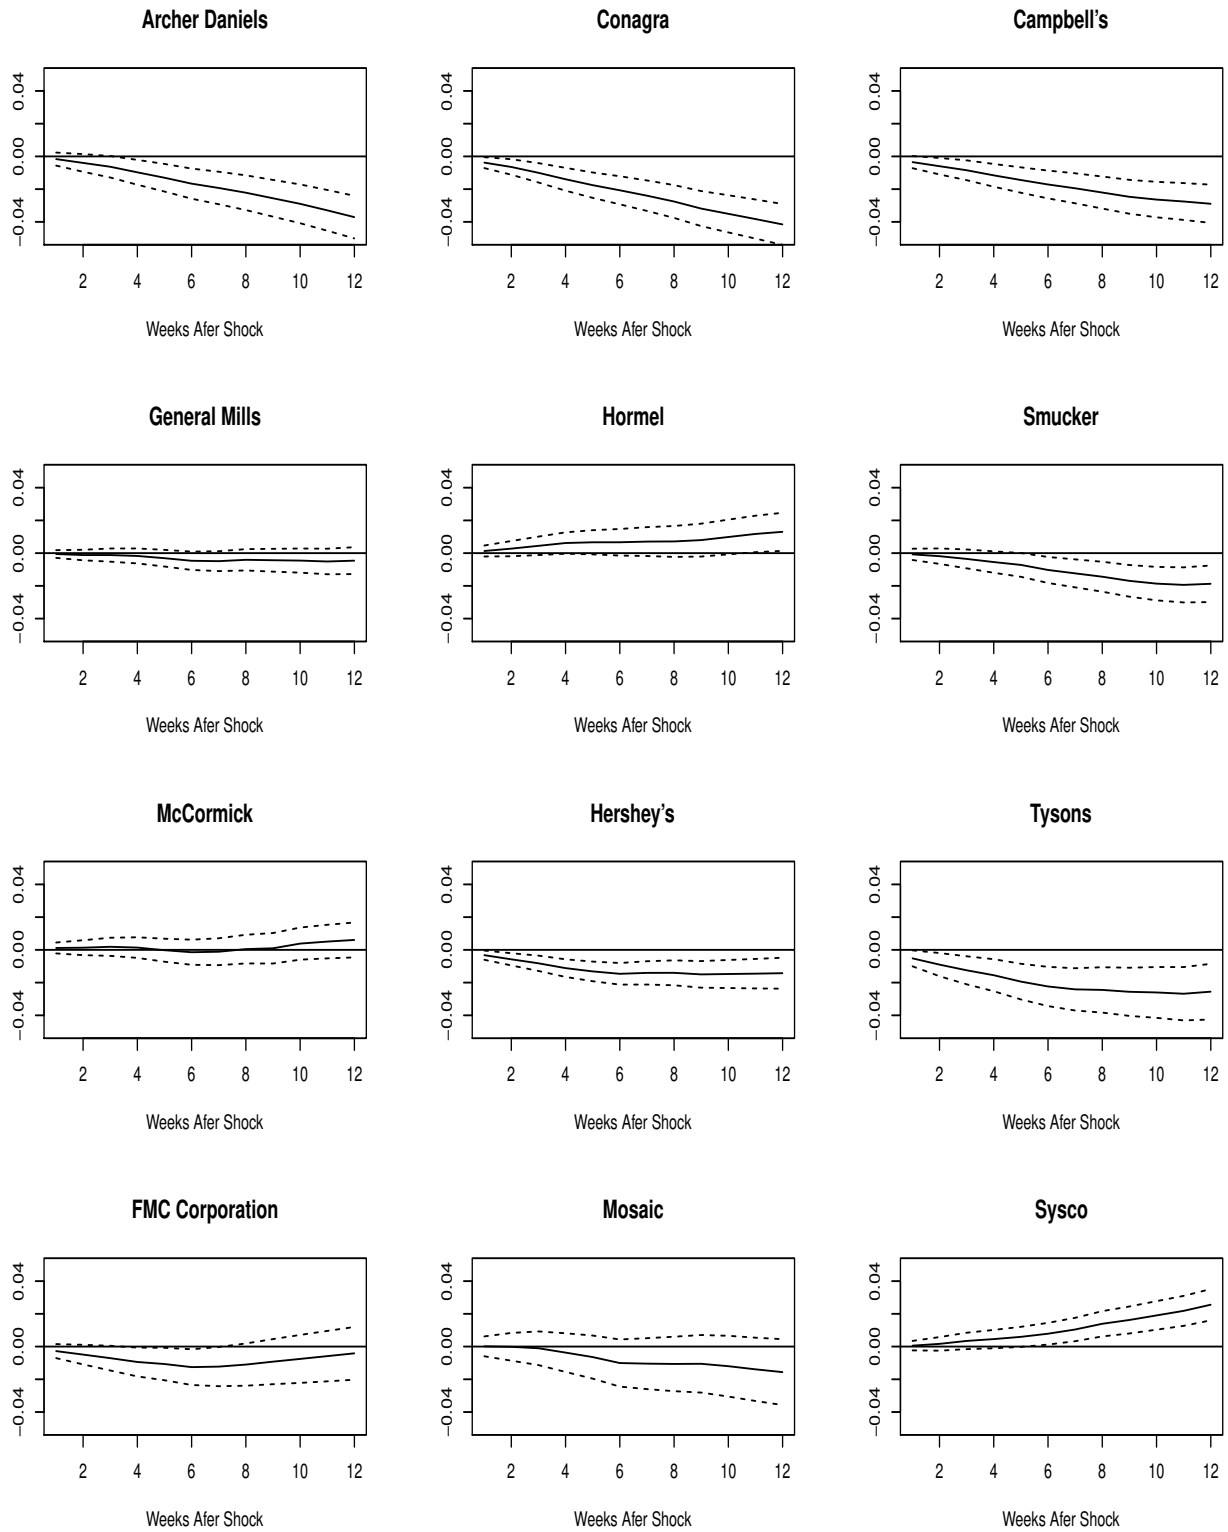 Archer Daniels
Conagra
Campbell’s
0.04
0.00
−0.04
2 4 6 8 10 12
Weeks Afer Shock
0.04
0.00
−0.04
2 4 6 8 10 12
Weeks Afer Shock
0.04
0.00
−0.04
2 4 6 8 10 12
Weeks Afer Shock
General Mills
Hormel
Smucker
0.04
0.00
−0.04
2 4 6 8 10 12
Weeks Afer Shock
0.04
0.00
−0.04
2 4 6 8 10 12
Weeks Afer Shock
0.04
0.00
−0.04
2 4 6 8 10 12
Weeks Afer Shock
McCormick
Hershey’s
Tysons
0.04
0.00
−0.04
2 4 6 8 10 12
Weeks Afer Shock
0.04
0.00
−0.04
2 4 6 8 10 12
Weeks Afer Shock
0.04
0.00
−0.04
2 4 6 8 10 12
Weeks Afer Shock
FMC Corporation
Mosaic
Sysco
0.04
0.00
−0.04
2 4 6 8 10 12
Weeks Afer Shock
0.04
0.00
−0.04
2 4 6 8 10 12
Weeks Afer Shock
0.04
0.00
−0.04
2 4 6 8 10 12
Weeks Afer Shock